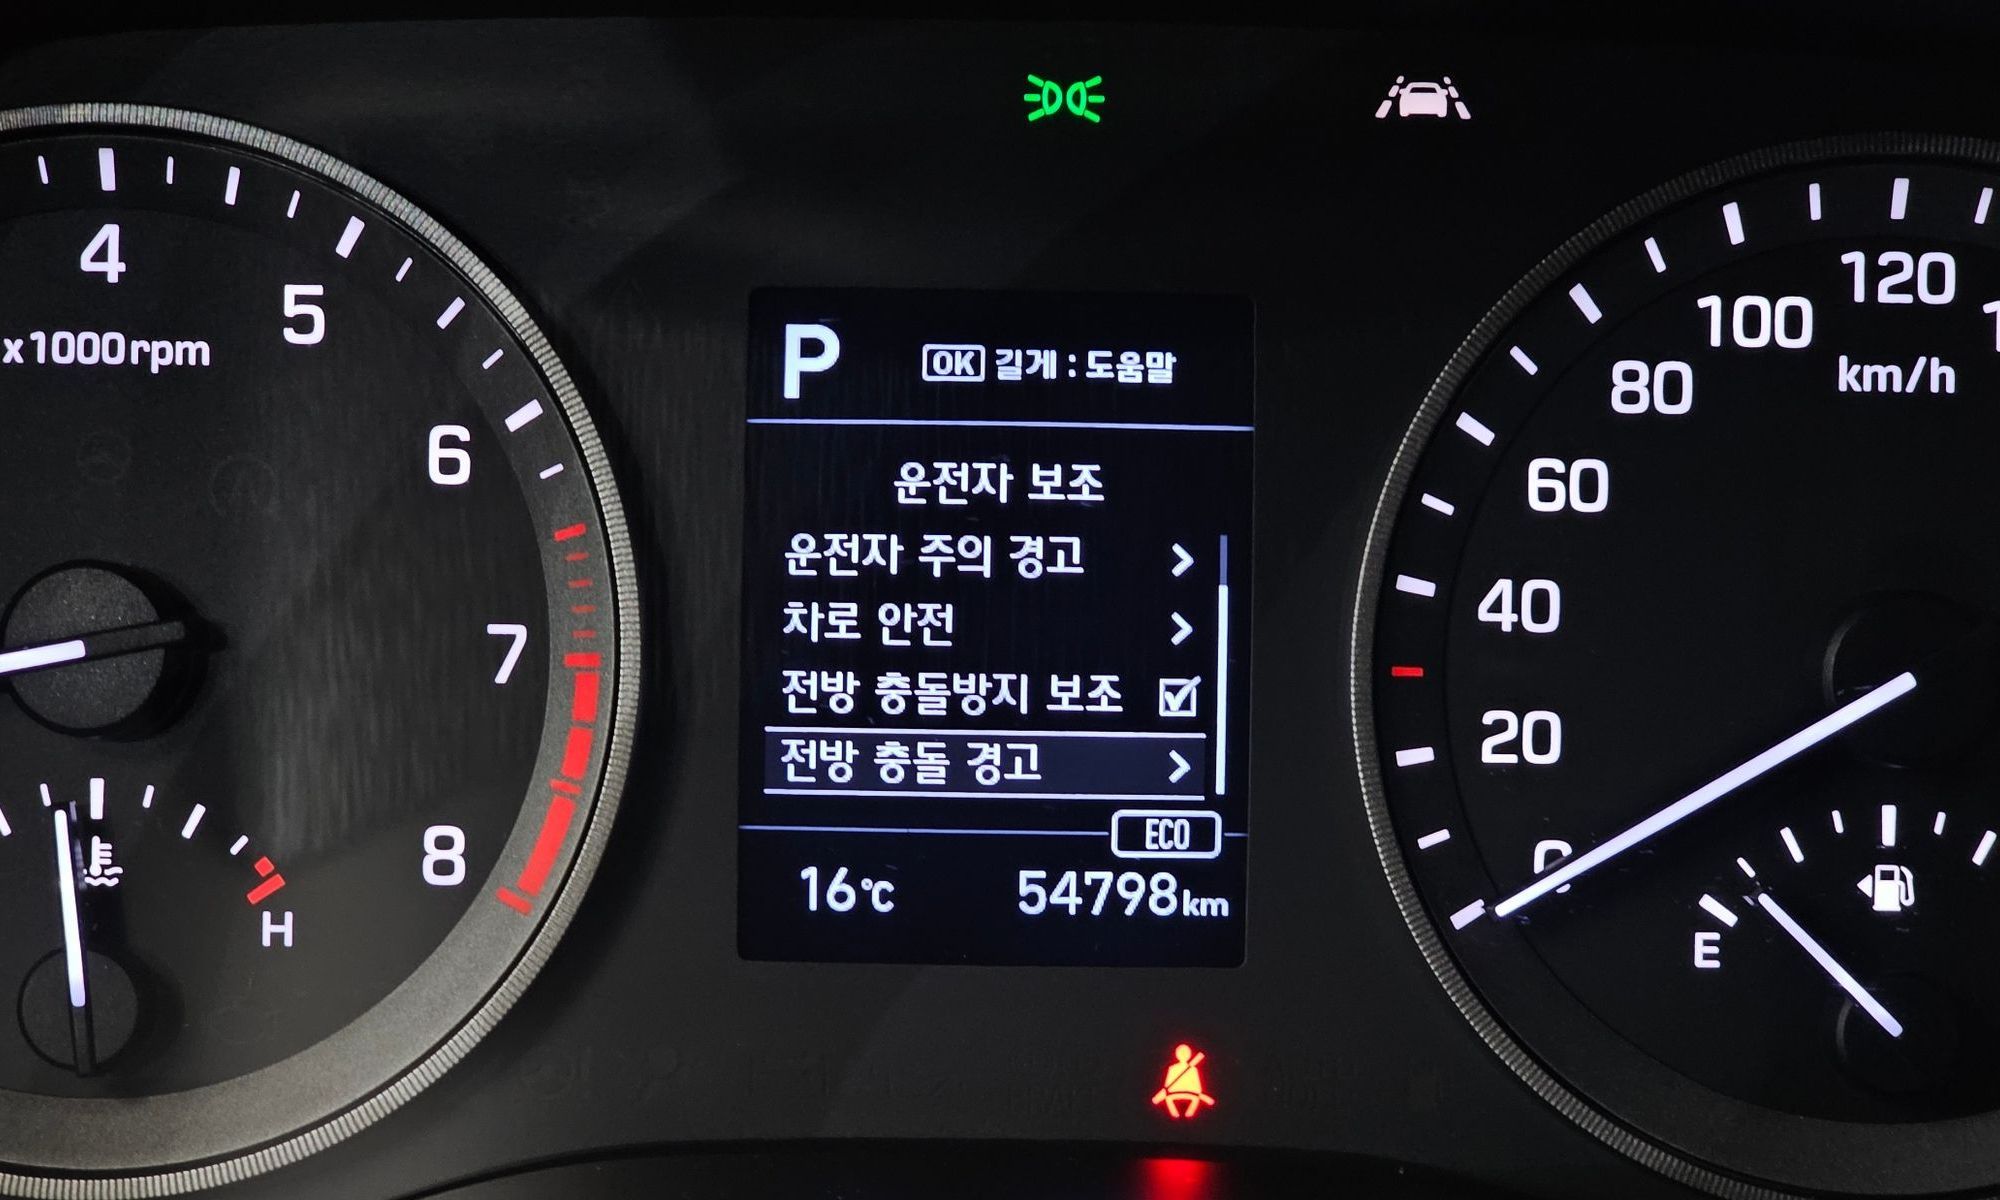 4
5
x1000rpm
6
7
8
H
P
OK 길게 : 도움말
운전자 보조
운전자 주의 경고
차로 안전
전방 충돌방지 보조
전방 충돌 경고
ECO
16℃
54798km
120
100
km/h
80
60
40
20
0
E